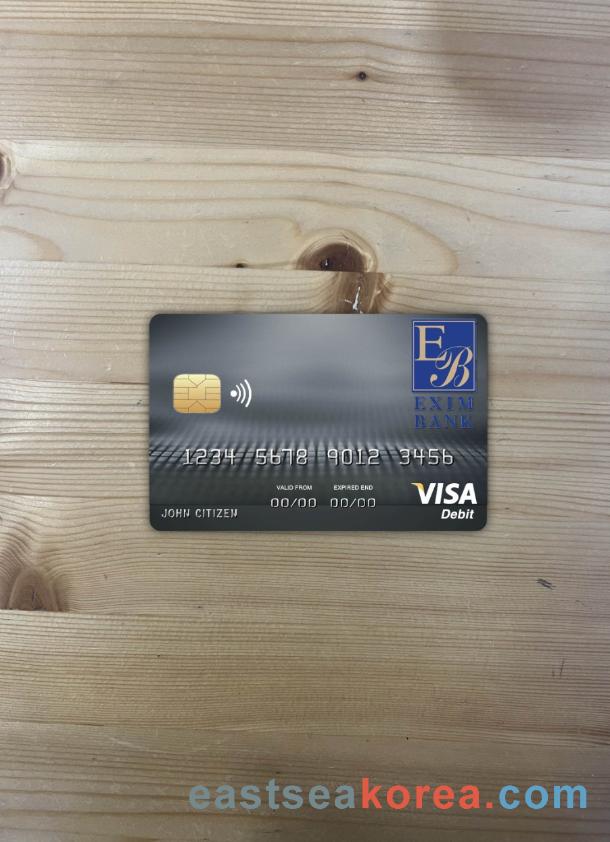 EB
EXIM
BANK
1234 5678 9012 3456
VALID FROM EXPIRED END
00/00 00/00
JOHN CITIZEN
VISA
Debit
eastseakorea.com